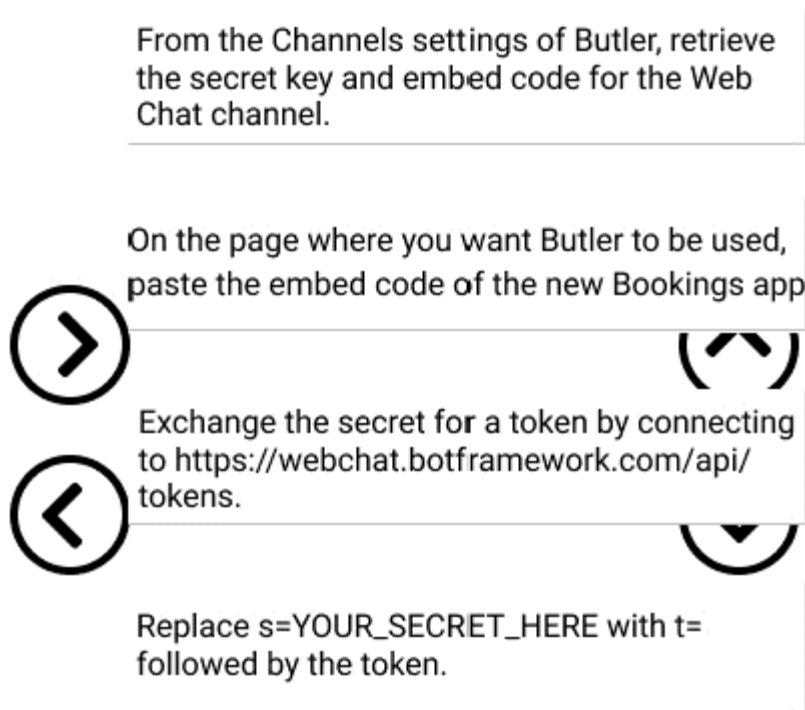 From the Channels settings of Butler, retrieve
the secret key and embed code for the Web
Chat channel.
On the page where you want Butler to be used,
paste the embed code of the new Bookings app
Exchange the secret for a token by connecting
to https://webchat.botframework.com/api/
tokens.
Replace s=YOUR_SECRET_HERE with t=
followed by the token.